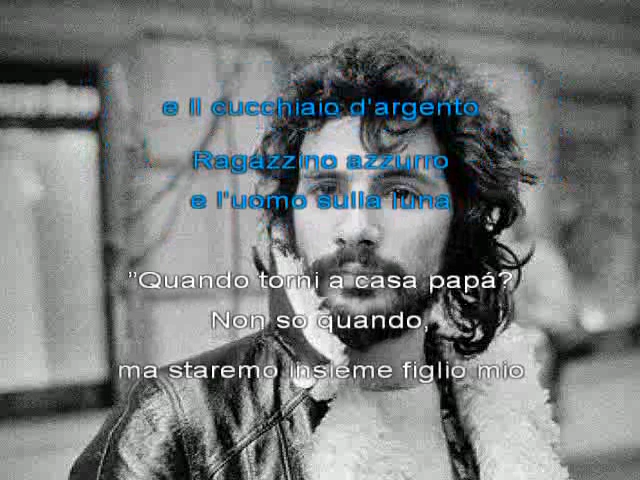 e Il cucchiaio d'argento
Ragazzino azzurro
e l'uomo sulla luna
”Quando torni a casa papá?
Non so quando,
ma staremo insieme figlio mio